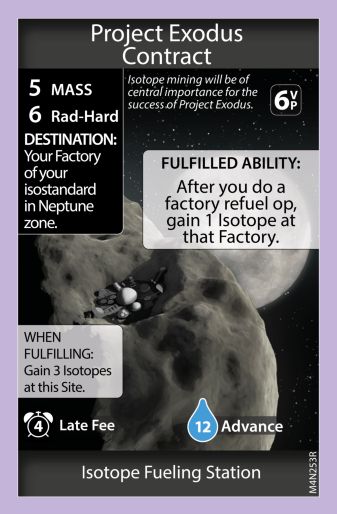 Project Exodus
Contract
5 MASS
6 Rad-Hard
DESTINATION:
Your Factory
of your
isostandard
in Neptune
zone.
Isotope mining will be of
central importance for the
success of Project Exodus.
6 VP
FULFILLED ABILITY:
After you do a
factory refuel op,
gain 1 Isotope at
that Factory.
WHEN
FULFILLING:
Gain 3 Isotopes
at this Site.
4 Late Fee
12 Advance
Isotope Fueling Station
M4N253R